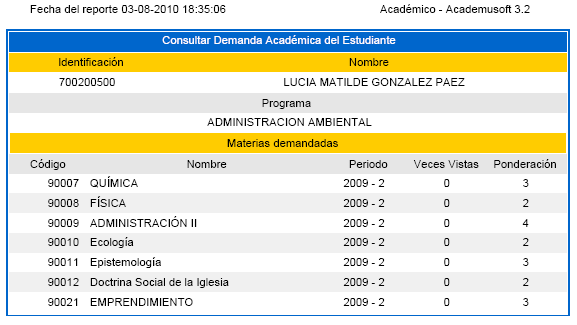 Fecha del reporte 03-08-2010 18:35:06 Académico - Academusoft 3.2
Consultar Demanda Académica del Estudiante
Identificación Nombre
700200500 LUCIA MATILDE GONZALEZ PAEZ
Programa
ADMINISTRACION AMBIENTAL
Materias demandadas
Código Nombre Periodo Veces Vistas Ponderación
90007 QUÍMICA 2009 - 2 0 3
90008 FÍSICA 2009 - 2 0 2
90009 ADMINISTRACIÓN II 2009 - 2 0 4
90010 Ecología 2009 - 2 0 2
90011 Epistemología 2009 - 2 0 3
90012 Doctrina Social de la Iglesia 2009 - 2 0 2
90021 EMPRENDIMIENTO 2009 - 2 0 3